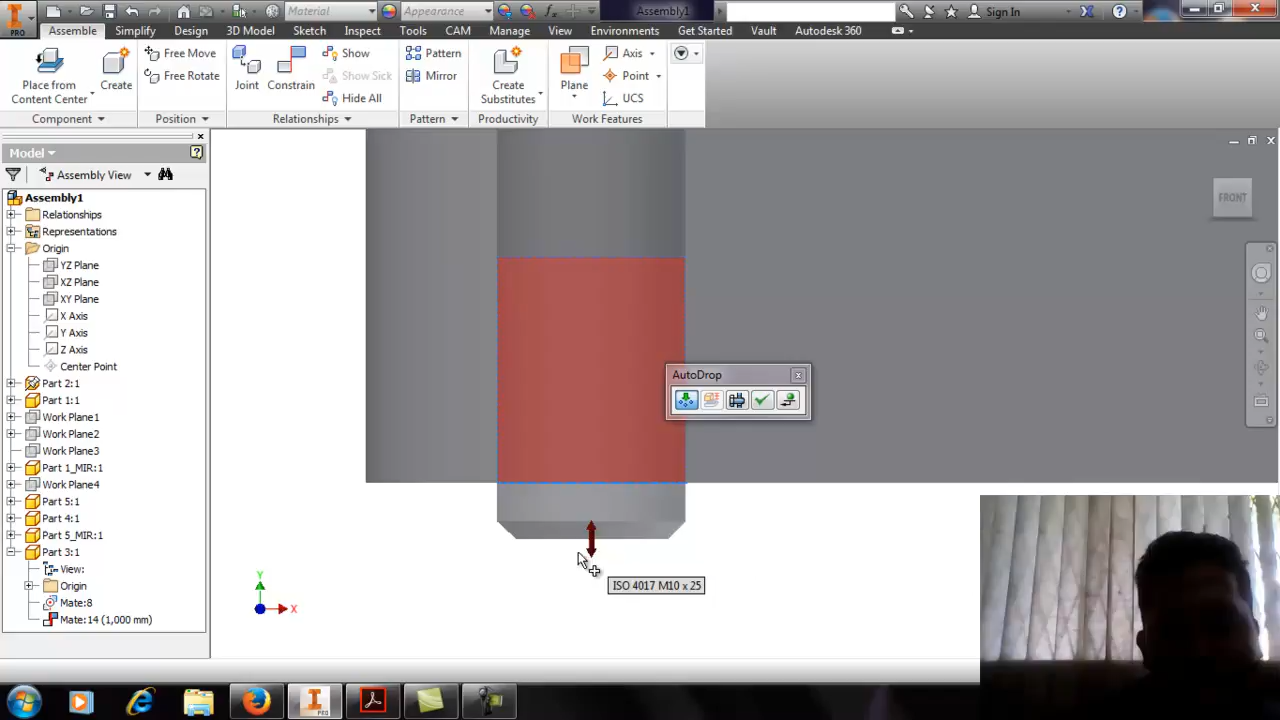 Material
Appearance
Assembly1
Sign In
PRO
Assemble
Simplify
Design
3D Model
Sketch
Inspect
Tools
CAM
Manage
View
Environments
Get Started
Vault
Autodesk 360
Place from
Content Center
Create
Free Move
Free Rotate
Joint
Constrain
Show
Show Sick
Hide All
Pattern
Mirror
Create
Substitutes
Plane
Axis
Point
UCS
Component
Position
Relationships
Pattern
Productivity
Work Features
Model
Assembly View
Assembly1
Relationships
Representations
Origin
YZ Plane
XZ Plane
XY Plane
X Axis
Y Axis
Z Axis
Center Point
Part 2:1
Part 1:1
Work Plane1
Work Plane2
Work Plane3
Part 1_MIR:1
Work Plane4
Part 5:1
Part 4:1
Part 5_MIR:1
Part 3:1
View:
Origin
Mate:8
Mate:14 (1,000 mm)
FRONT
AutoDrop
ISO 4017 M10 x 25
Y
X
PRO